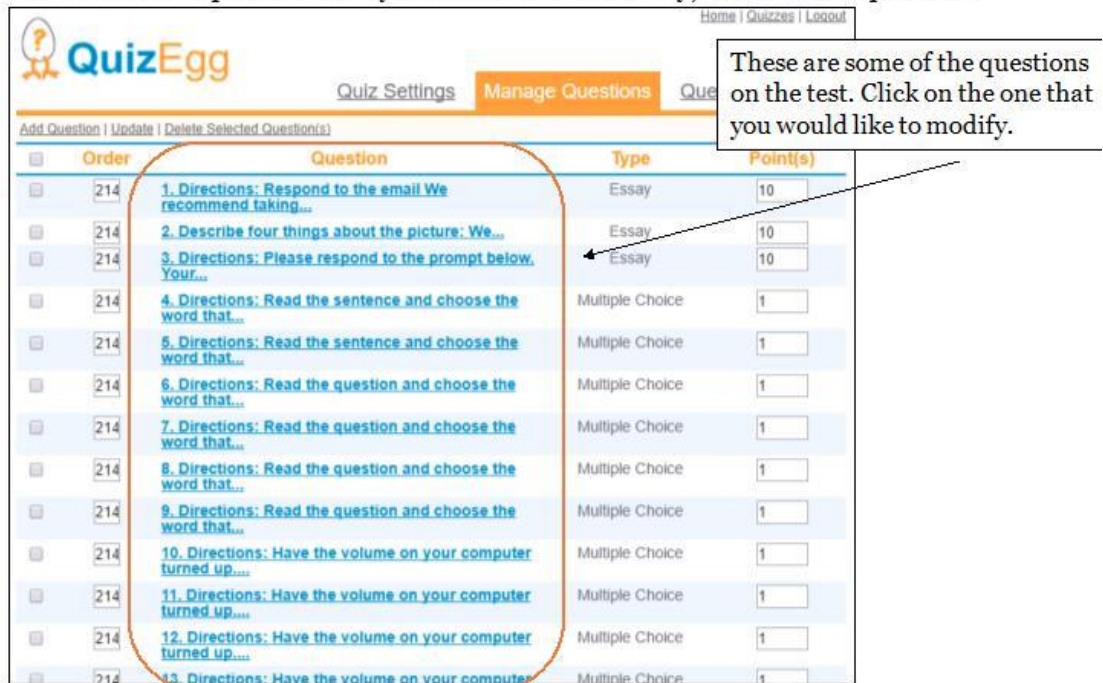 Home | Quizzes | Logout
QuizEgg
Quiz Settings Manage Questions Que
These are some of the questions
on the test. Click on the one that
you would like to modify.
Add Question | Update | Delete Selected Question(s)
Order Question Type Point(s)
214 1. Directions: Respond to the email We Essay 10
recommend taking...
214 2. Describe four things about the picture: We... Essay 10
214 3. Directions: Please respond to the prompt below. Essay 10
Your...
214 4. Directions: Read the sentence and choose the Multiple Choice 1
word that...
214 5. Directions: Read the sentence and choose the Multiple Choice 1
word that...
214 6. Directions: Read the question and choose the Multiple Choice 1
word that...
214 7. Directions: Read the question and choose the Multiple Choice 1
word that...
214 8. Directions: Read the question and choose the Multiple Choice 1
word that...
214 9. Directions: Read the question and choose the Multiple Choice 1
word that...
214 10. Directions: Have the volume on your computer Multiple Choice 1
turned up....
214 11. Directions: Have the volume on your computer Multiple Choice 1
turned up....
214 12. Directions: Have the volume on your computer Multiple Choice 1
turned up....
214 13. Directions: Have the volume on your computer Multiple Choice 1